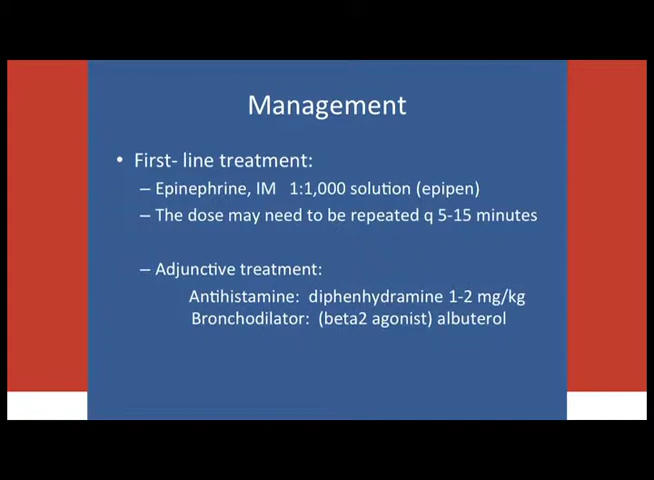 Management
• First- line treatment:
– Epinephrine, IM 1:1,000 solution (epipen)
– The dose may need to be repeated q 5-15 minutes
– Adjunctive treatment:
Antihistamine: diphenhydramine 1-2 mg/kg
Bronchodilator: (beta2 agonist) albuterol